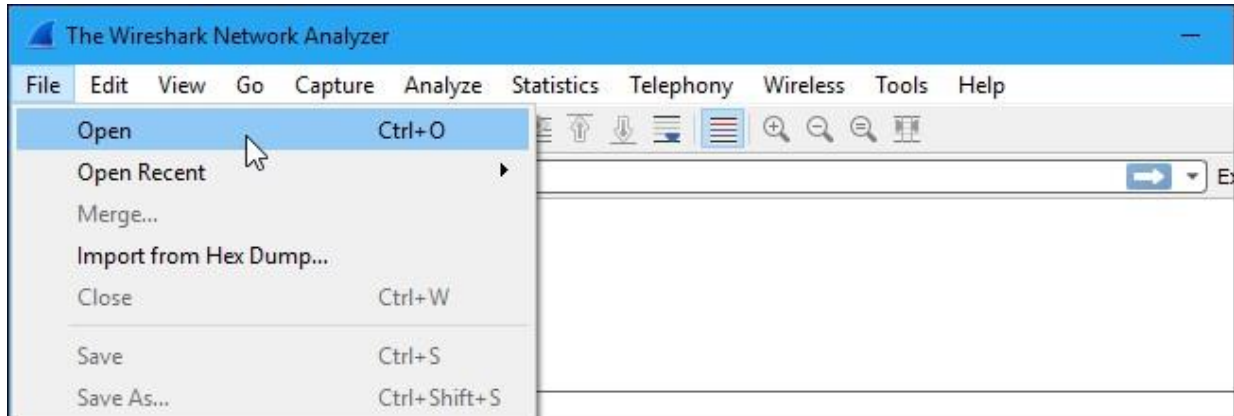 The Wireshark Network Analyzer
File Edit View Go Capture Analyze Statistics Telephony Wireless Tools Help
Open Ctrl+O
Open Recent
Merge...
Import from Hex Dump...
Close Ctrl+W
Save Ctrl+S
Save As... Ctrl+Shift+S